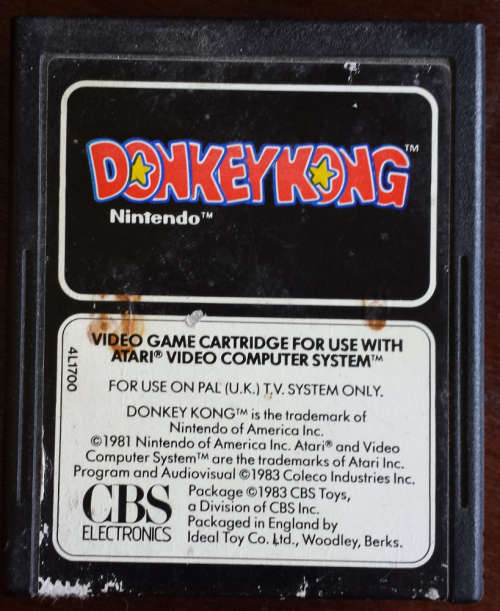 DONKEY KONG™
Nintendo™
VIDEO GAME CARTRIDGE FOR USE WITH
ATARI® VIDEO COMPUTER SYSTEM™
4L1700
FOR USE ON PAL (U.K.) T.V. SYSTEM ONLY.
DONKEY KONG™ is the trademark of
Nintendo of America Inc.
©1981 Nintendo of America Inc. Atari® and Video
Computer System™ are the trademarks of Atari Inc.
Program and Audiovisual ©1983 Coleco Industries Inc.
CBS
ELECTRONICS
Package ©1983 CBS Toys,
a Division of CBS Inc.
Packaged in England by
Ideal Toy Co. Ltd., Woodley, Berks.